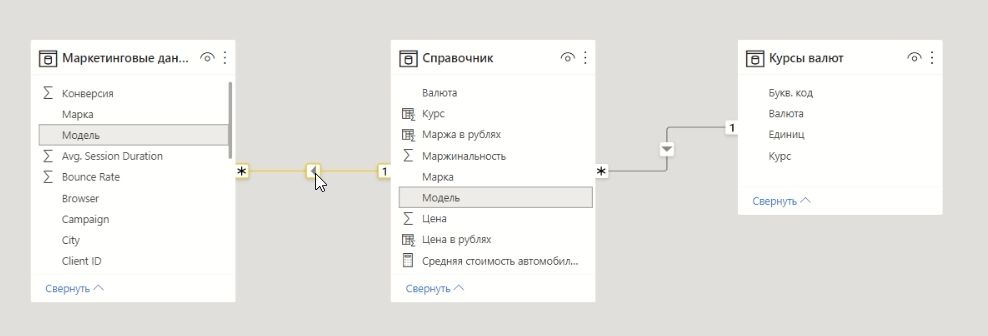 Маркетинговые дан...
Конверсия
Марка
Модель
Avg. Session Duration
Bounce Rate
Browser
Campaign
City
Client ID
Свернуть
*
1
Справочник
Валюта
Курс
Маржа в рублях
Маржинальность
Марка
Модель
Цена
Цена в рублях
Средняя стоимость автомобил...
Свернуть
*
1
Курсы валют
Букв. код
Валюта
Единиц
Курс
Свернуть